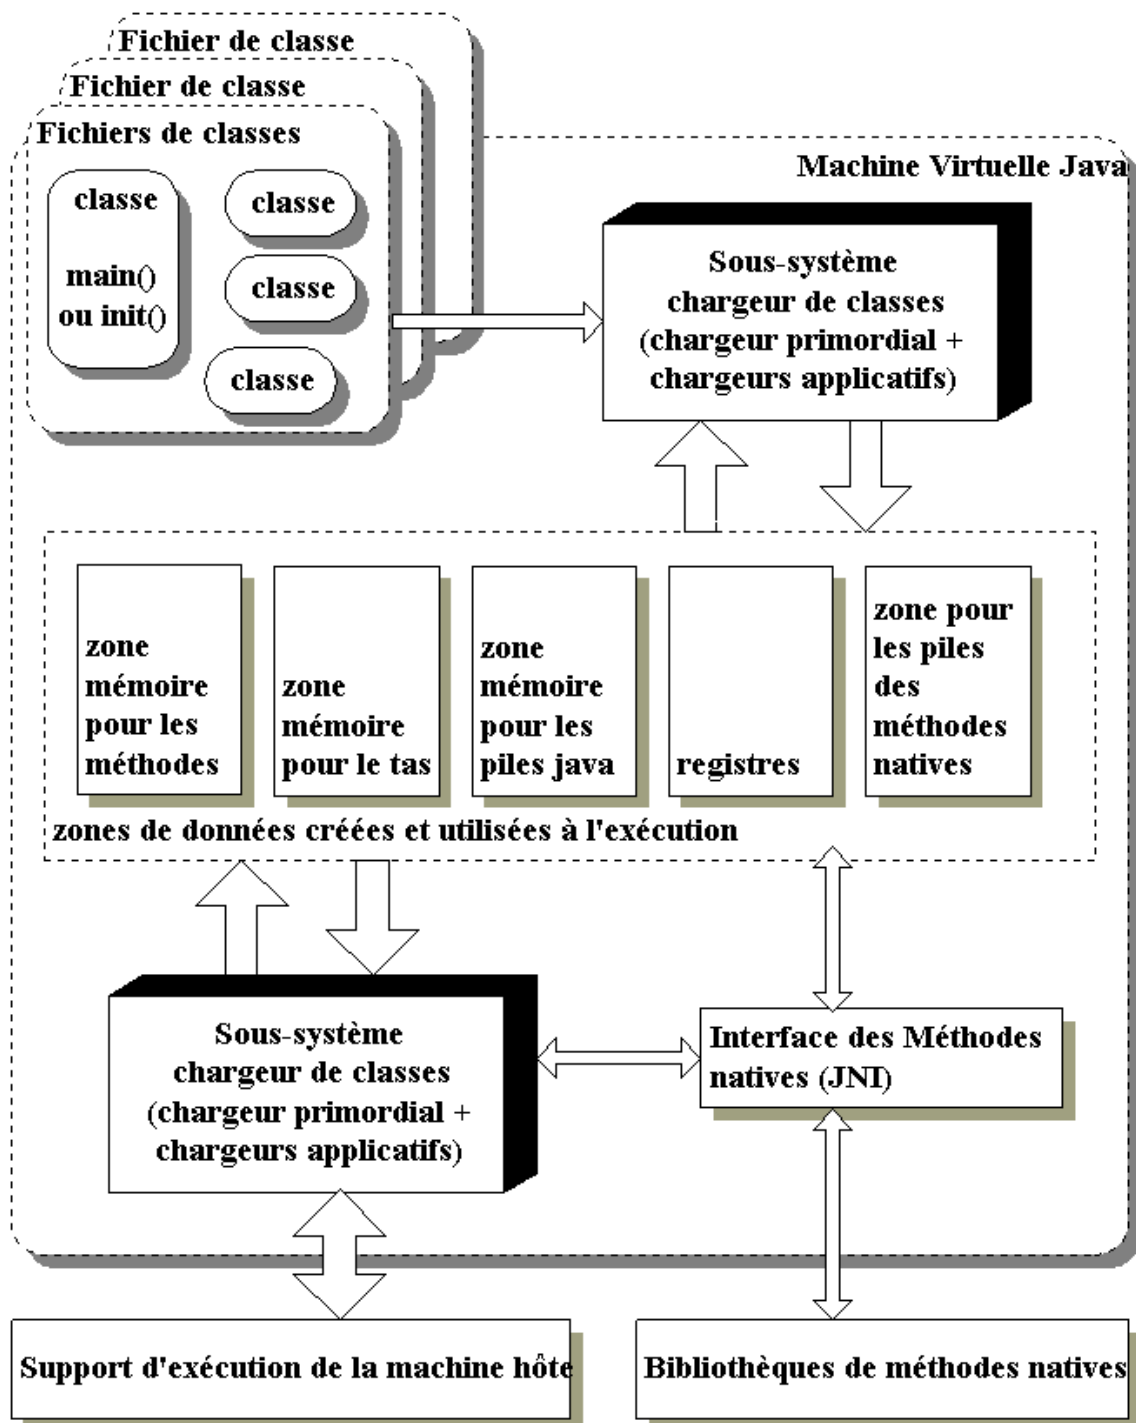 Fichier de classe
Fichier de classe
Fichiers de classes
classe
main()
ou init()
classe
classe
classe
Machine Virtuelle Java
Sous-système
chargeur de classes
(chargeur primordial +
chargeurs applicatifs)
zone
mémoire
pour les
méthodes
zone
mémoire
pour le tas
zone
mémoire
pour les
piles java
registres
zone pour
les piles
des
méthodes
natives
zones de données créées et utilisées à l'exécution
Sous-système
chargeur de classes
(chargeur primordial +
chargeurs applicatifs)
Interface des Méthodes
natives (JNI)
Support d'exécution de la machine hôte
Bibliothèques de méthodes natives